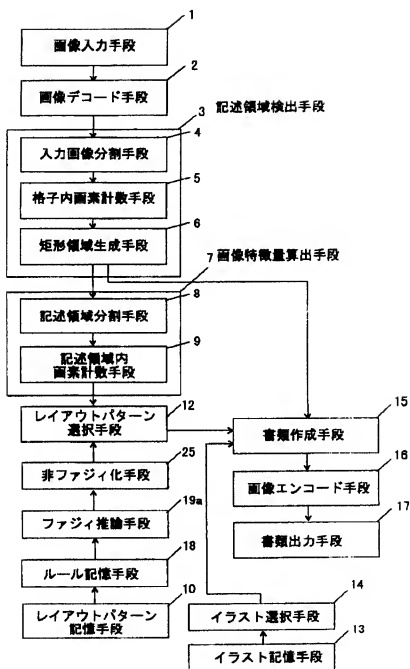 1
画像入力手段
2
画像デコード手段
3 記述領域検出手段
4
入力画像分割手段
5
格子内画素計数手段
6
矩形領域生成手段
7 画像特徴量算出手段
8
記述領域分割手段
9
記述領域内
画素計数手段
12
レイアウトパターン
選択手段
25
非ファジィ化手段
19a
ファジィ推論手段
18
ルール記憶手段
10
レイアウトパターン
記憶手段
15
書類作成手段
16
画像エンコード手段
17
書類出力手段
14
イラスト選択手段
13
イラスト記憶手段